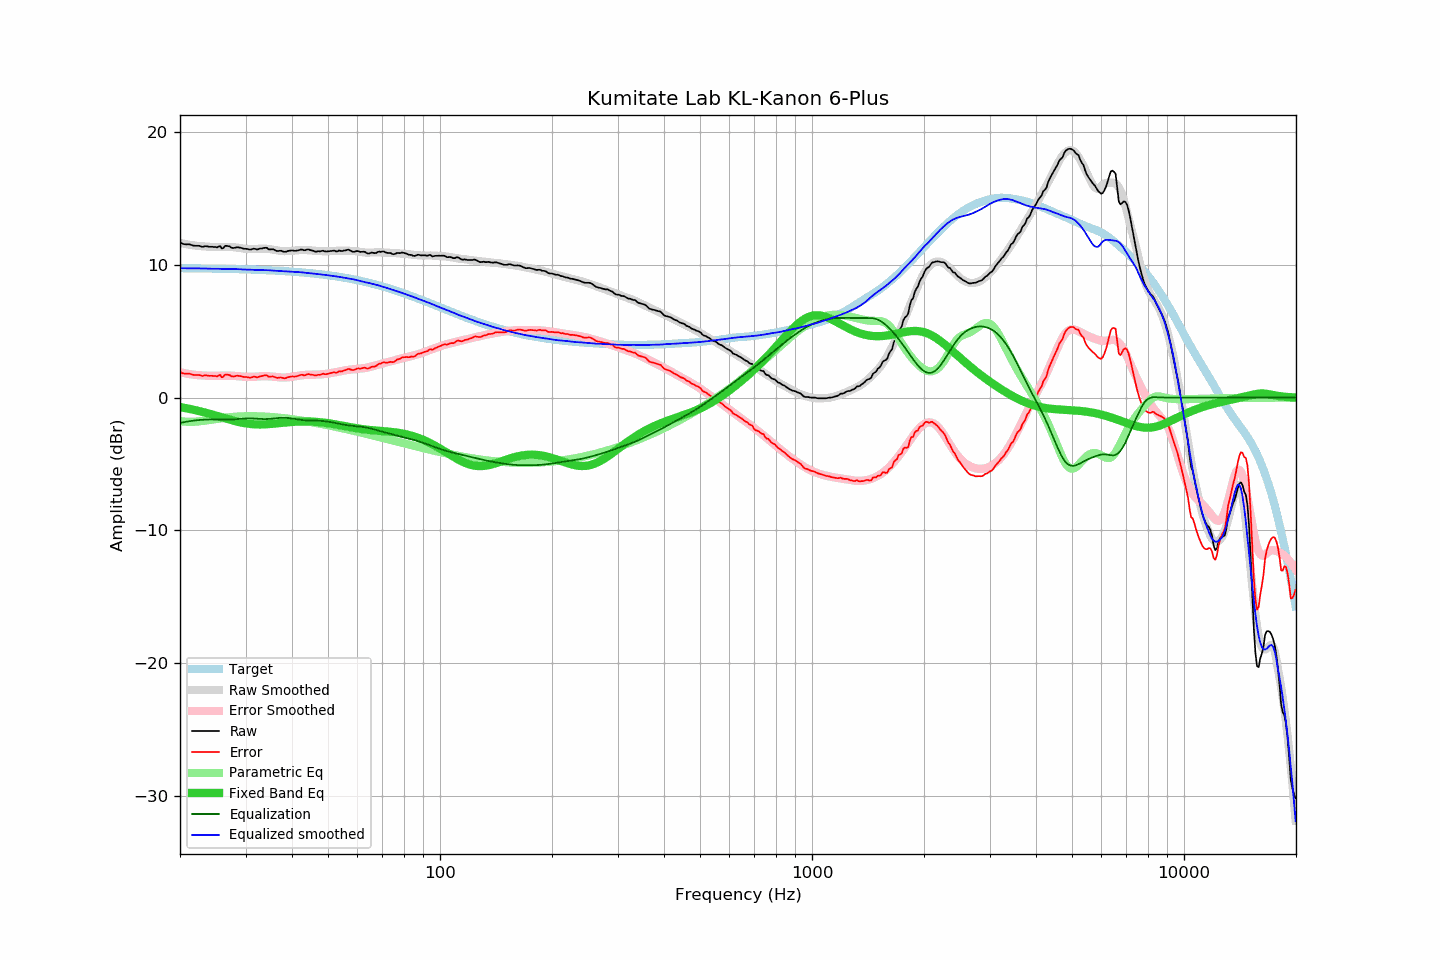 Kumitate Lab KL-Kanon 6-Plus
20
10
0
−10
−20
−30
Amplitude (dBr)
Target
Raw Smoothed
Error Smoothed
Raw
Error
Parametric Eq
Fixed Band Eq
Equalization
Equalized smoothed
100
1000
10000
Frequency (Hz)